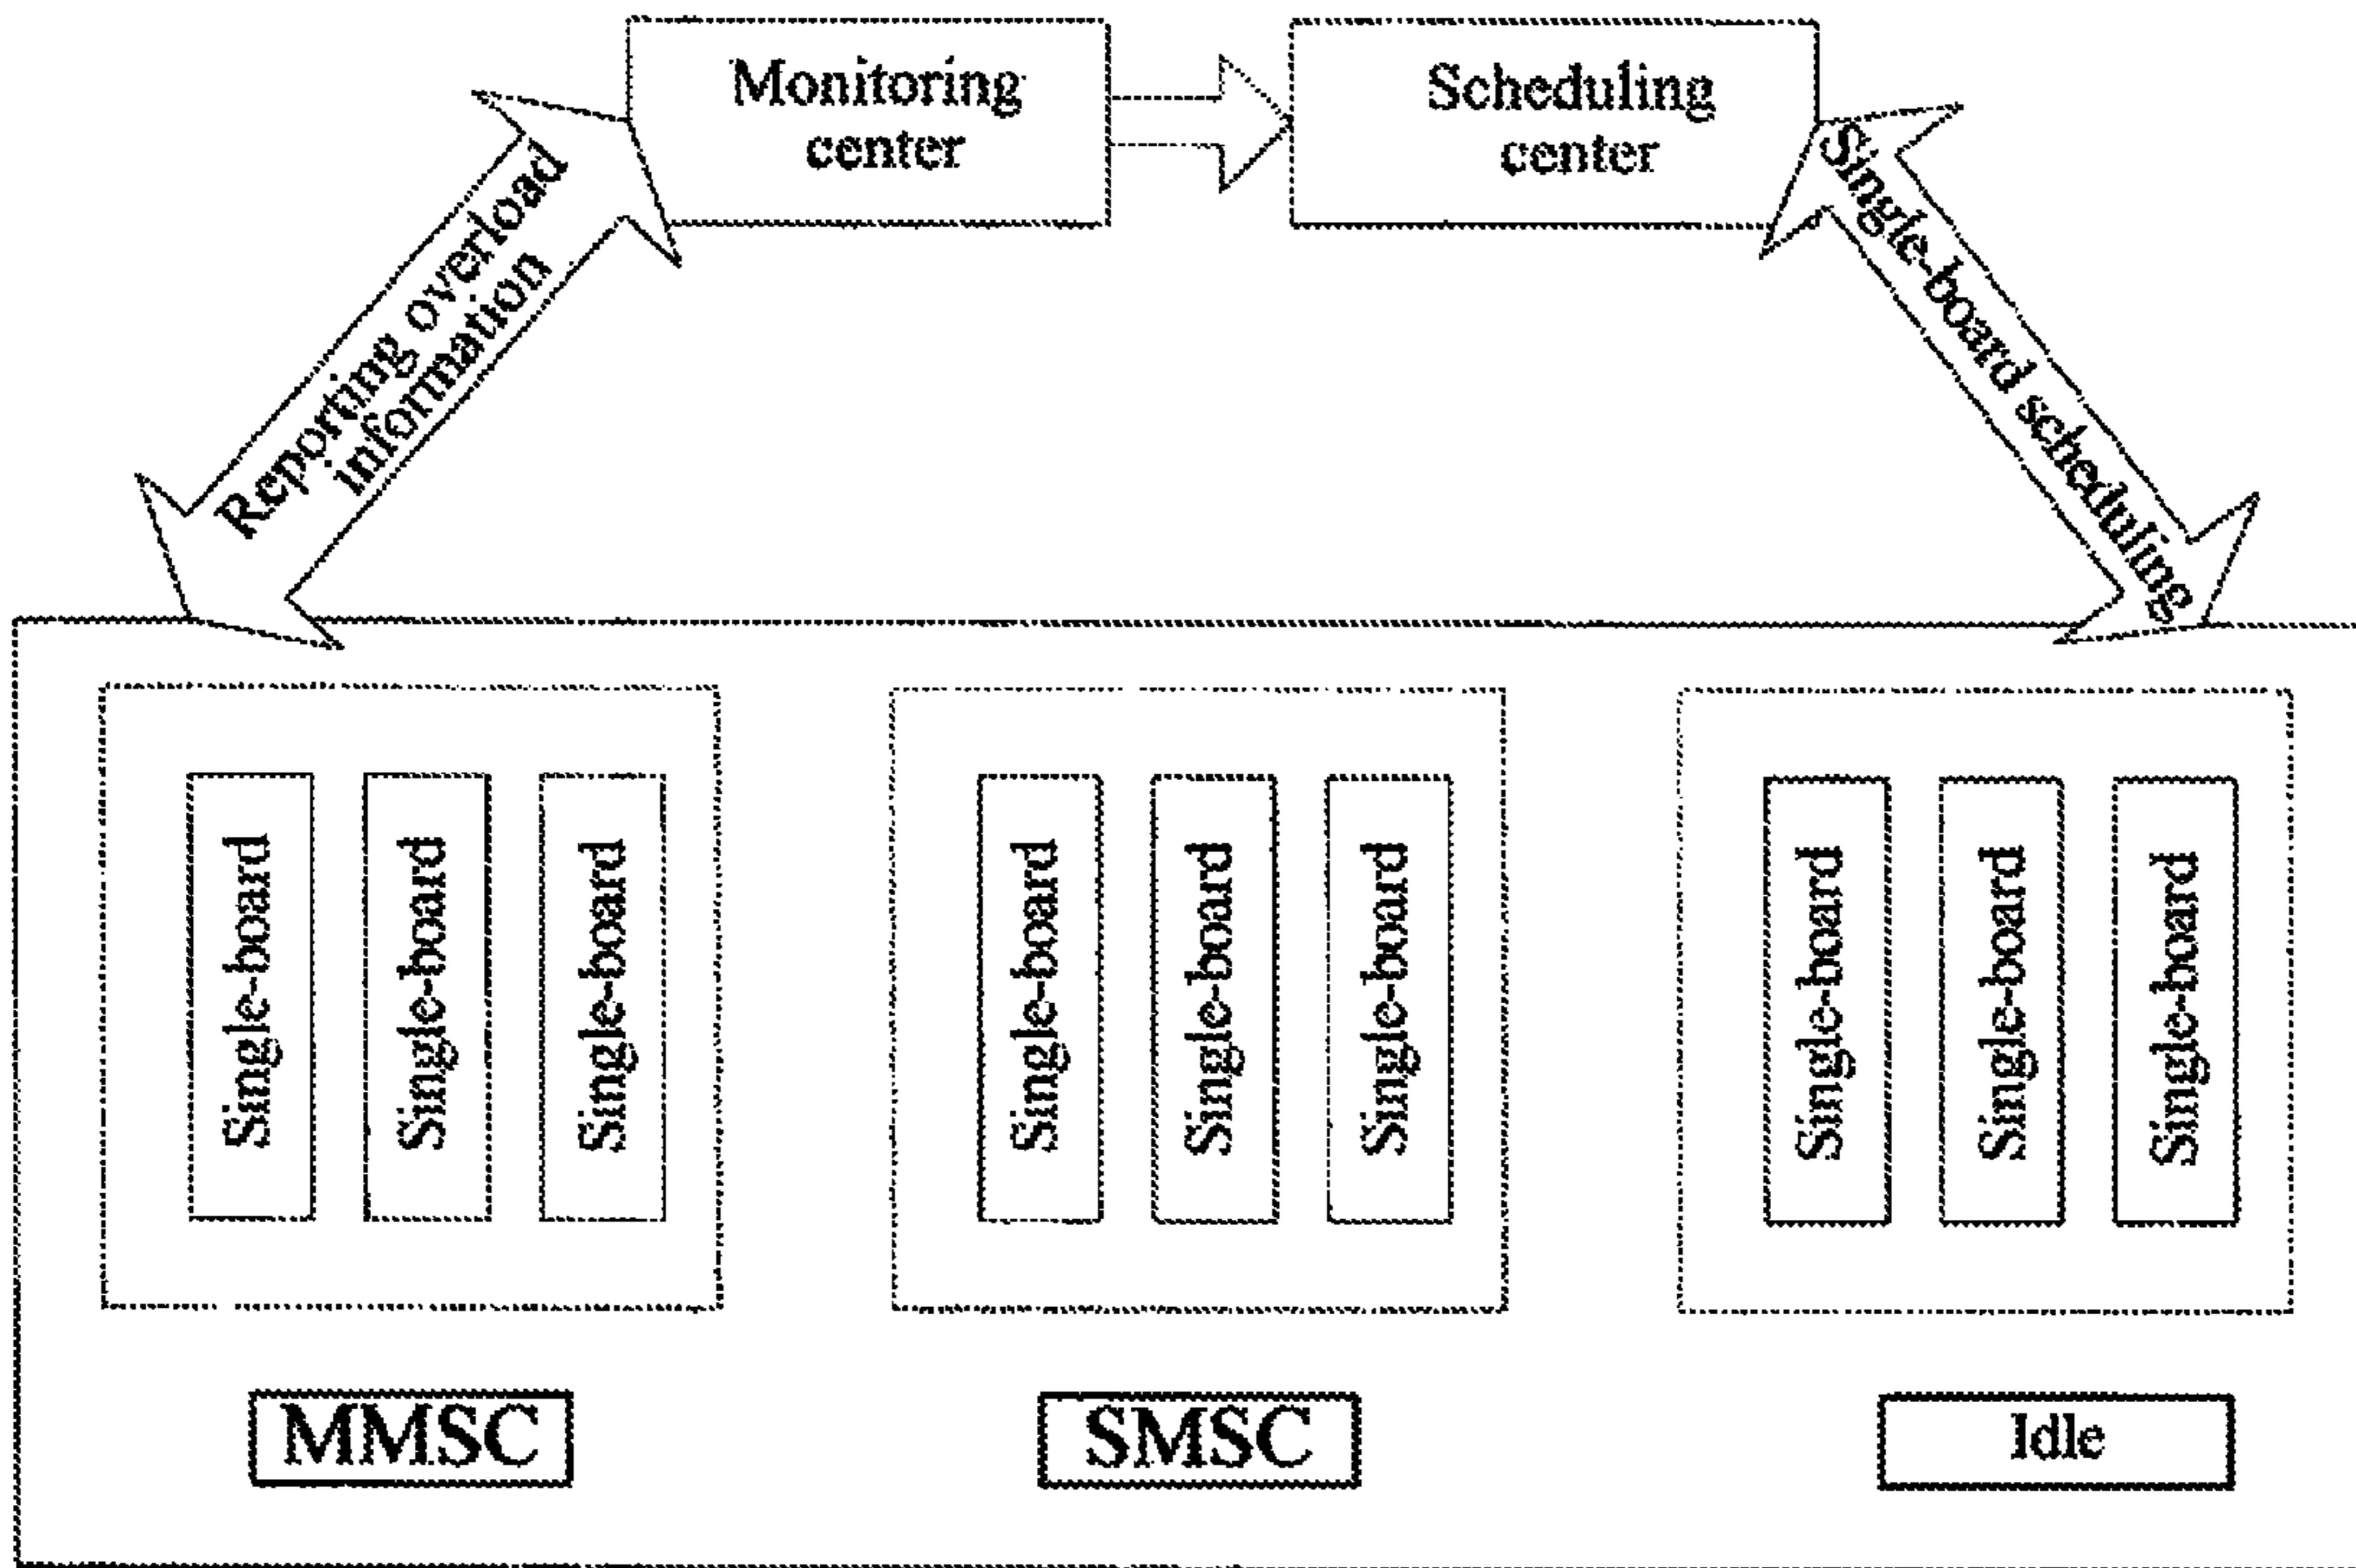 Monitoring
center
Scheduling
center
Reporting overload
information
Single-board scheduling
Single-board
Single-board
Single-board
Single-board
Single-board
Single-board
Single-board
Single-board
Single-board
MMSC
SMSC
Idle